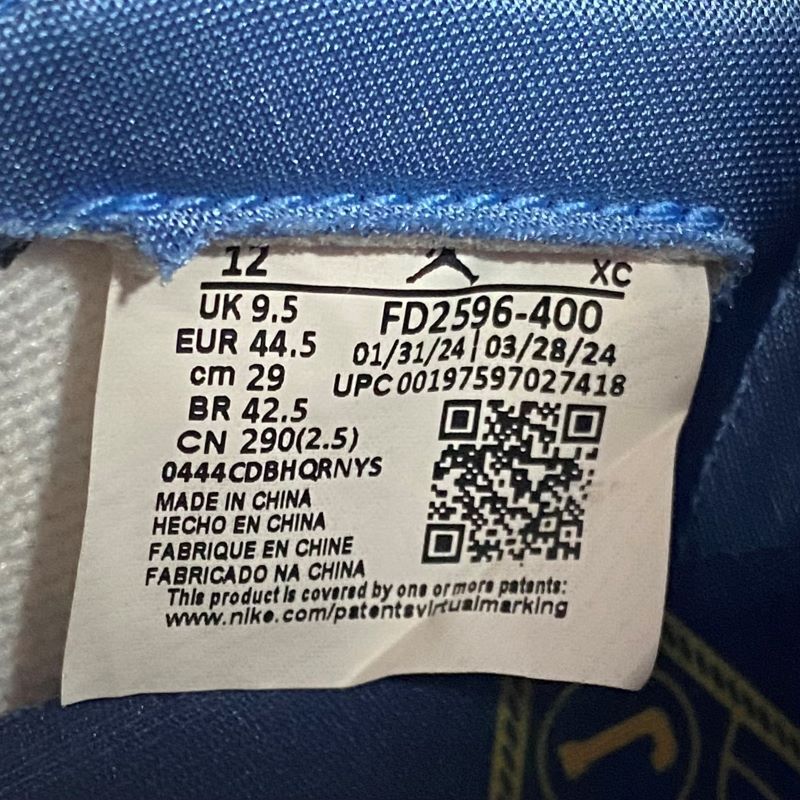 12 XC
UK 9.5
EUR 44.5
cm 29
BR 42.5
CN 290(2.5)
0444CDBHQRNYS
FD2596-400
01/31/24 | 03/28/24
UPC 00197597027418
MADE IN CHINA
HECHO EN CHINA
FABRIQUE EN CHINE
FABRICADO NA CHINA
This product is covered by one or more patents:
www.nike.com/patentsvirtualmarking